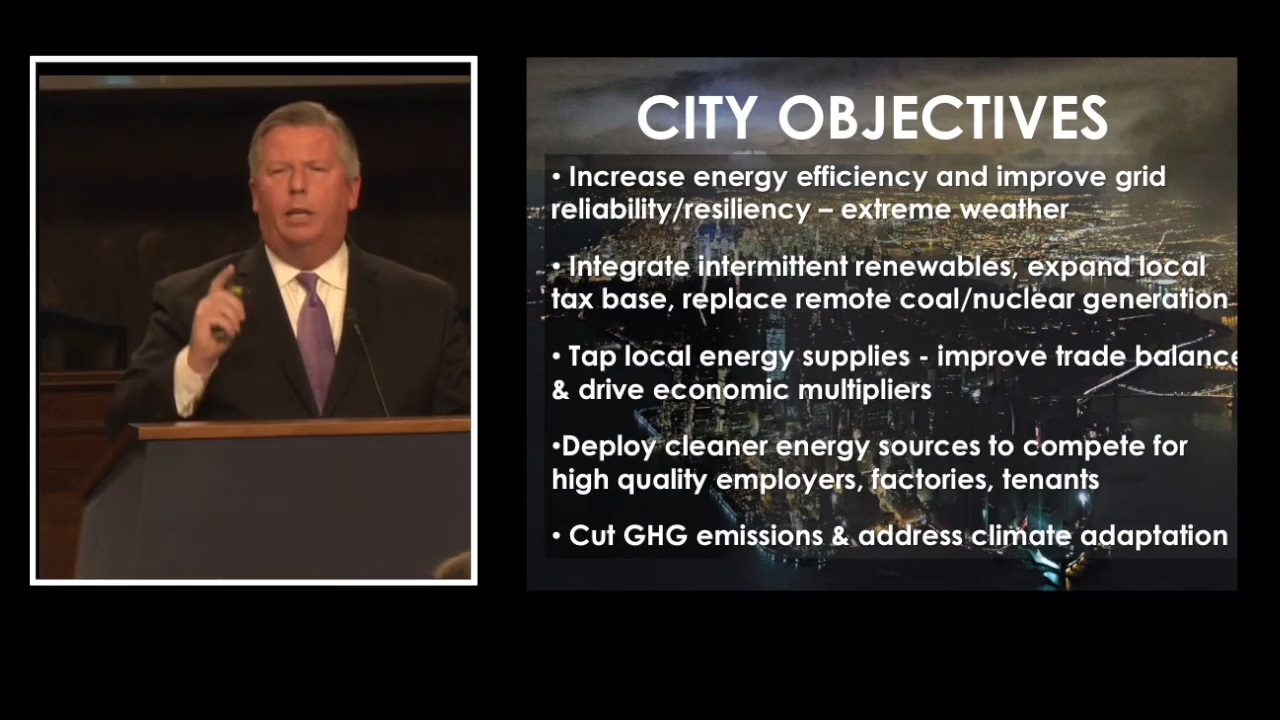 CITY OBJECTIVES
• Increase energy efficiency and improve grid
reliability/resiliency – extreme weather
• Integrate intermittent renewables, expand local
tax base, replace remote coal/nuclear generation
• Tap local energy supplies - improve trade balance
& drive economic multipliers
•Deploy cleaner energy sources to compete for
high quality employers, factories, tenants
• Cut GHG emissions & address climate adaptation